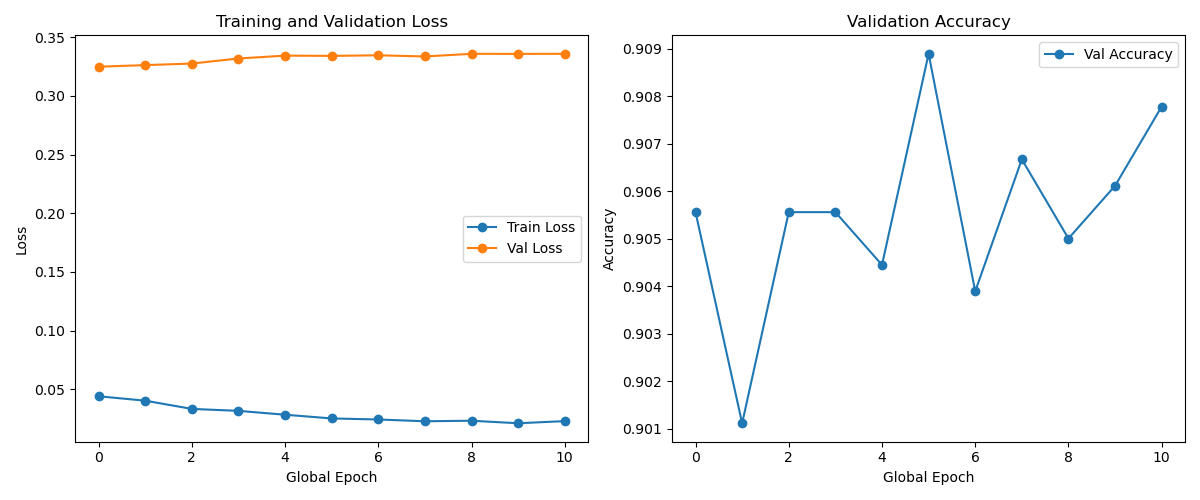 Training and Validation Loss
0.35
0.30
0.25
0.20
0.15
0.10
0.05
Loss
Train Loss
Val Loss
0 2 4 6 8 10
Global Epoch
Validation Accuracy
0.909
0.908
0.907
0.906
0.905
0.904
0.903
0.902
0.901
Accuracy
Val Accuracy
0 2 4 6 8 10
Global Epoch